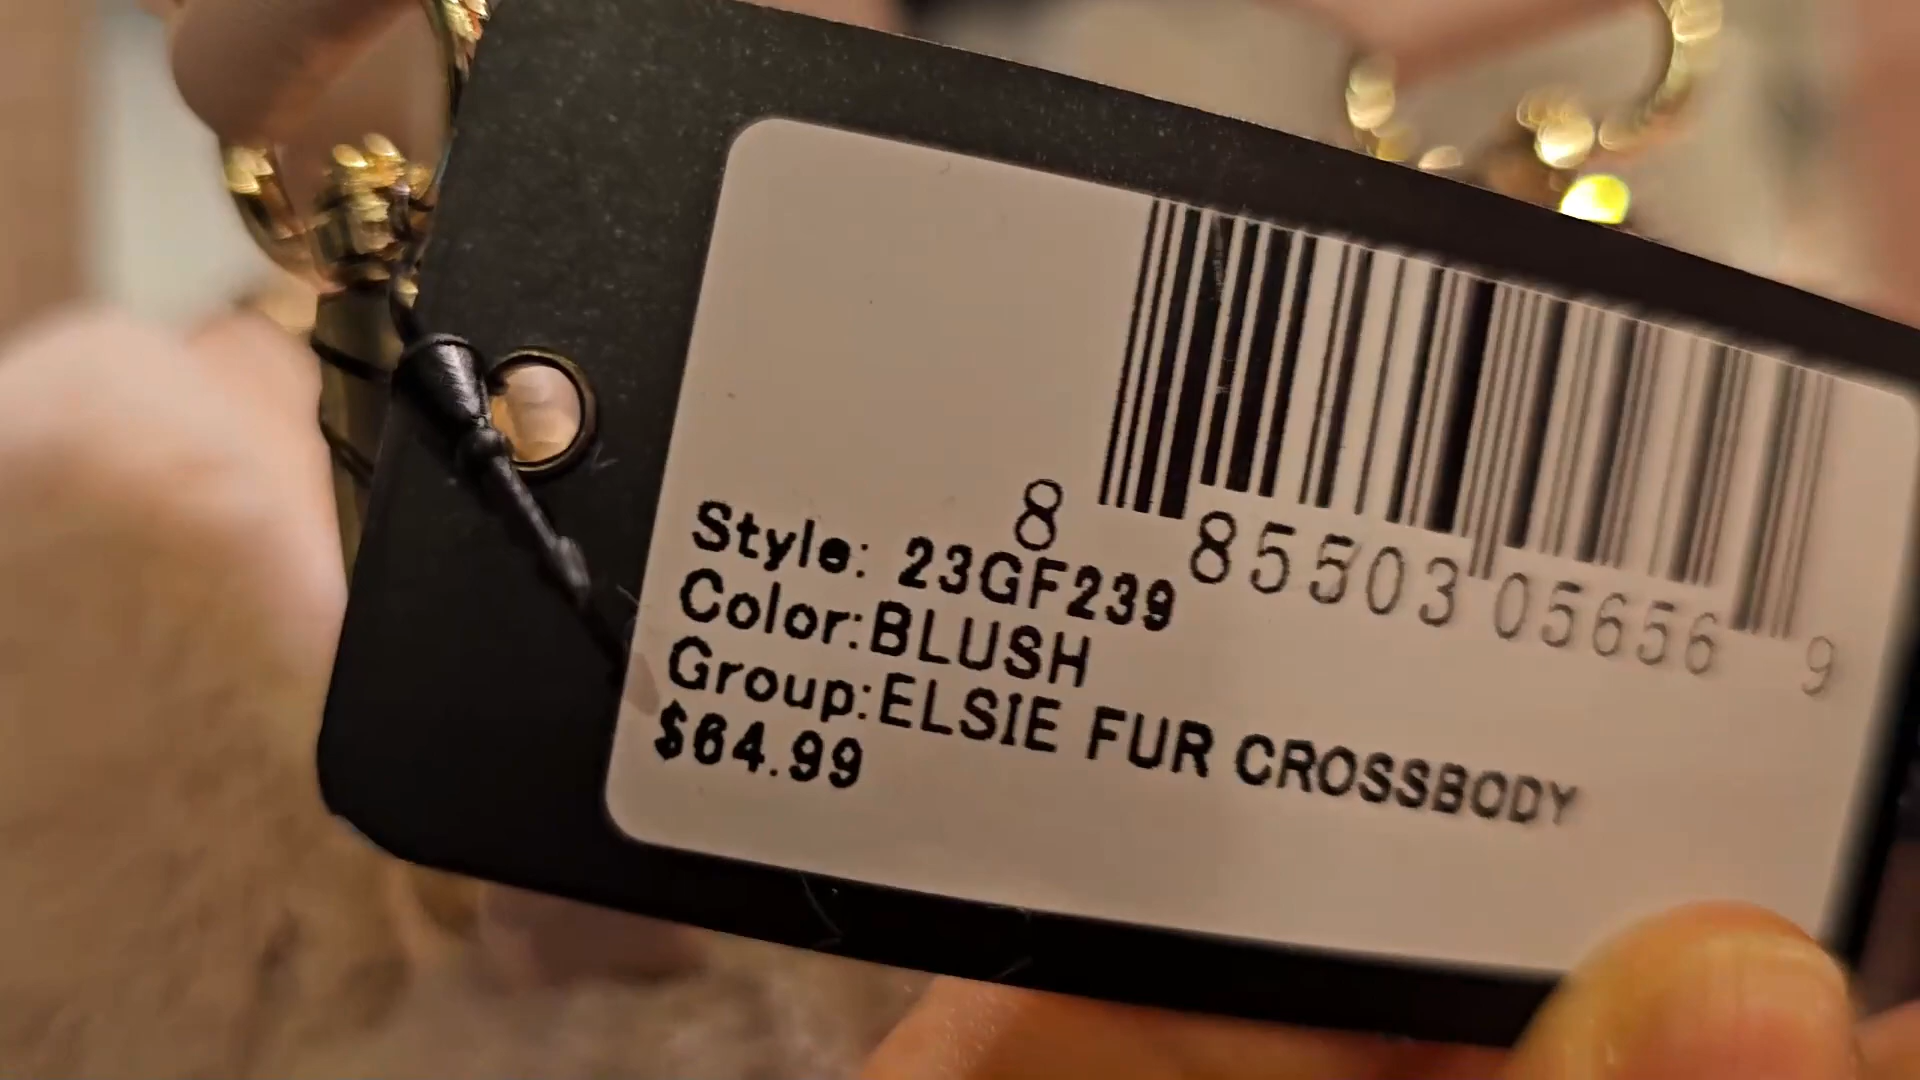 8 85503 05656 9
Style: 23GF239
Color:BLUSH
Group:ELSIE FUR CROSSBODY
$64.99